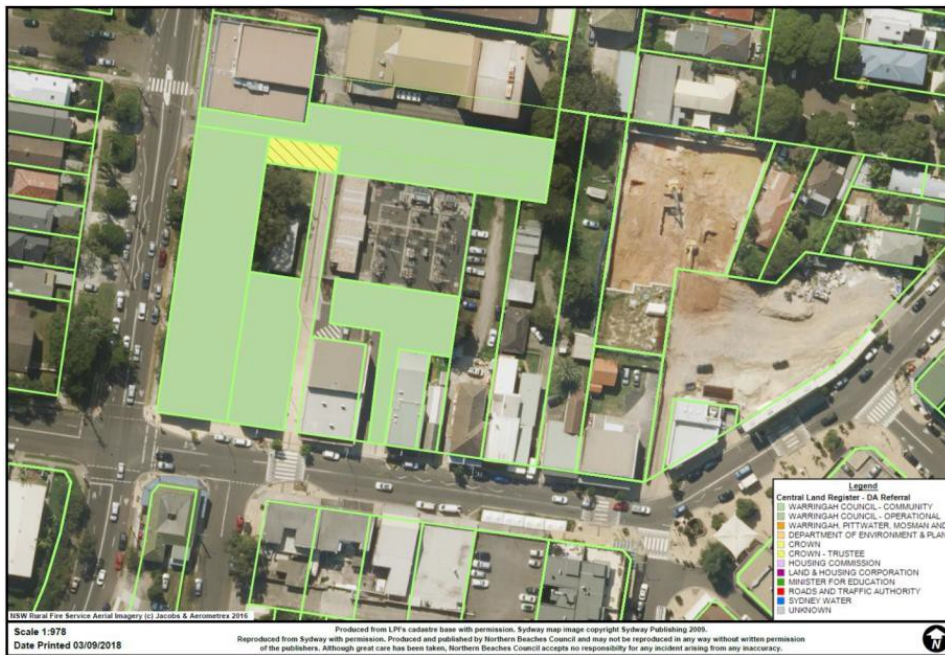 Legend
Central Land Register - DA Referral
WARRINGAH COUNCIL - COMMUNITY
WARRINGAH COUNCIL - OPERATIONAL
WARRINGAH, PITTWATER, MOSMAN AND
DEPARTMENT OF ENVIRONMENT & PLAN
CROWN
CROWN - TRUSTEE
HOUSING COMMISSION
LAND & HOUSING CORPORATION
MINISTER FOR EDUCATION
ROADS AND TRAFFIC AUTHORITY
SYDNEY WATER
UNKNOWN
NSW Rural Fire Service Aerial Imagery (c) Jacobs & Aerometrex 2016
Scale 1:978
Date Printed 03/09/2018
Produced from LPI's cadastre base with permission. Sydway map image copyright Sydway Publishing 2009.
Reproduced from Sydway with permission. Produced and published by Northern Beaches Council and may not be reproduced in any way without written permission
of the publishers. Although great care has been taken, Northern Beaches Council accepts no responsibility for any incident arising from any inaccuracy.
N